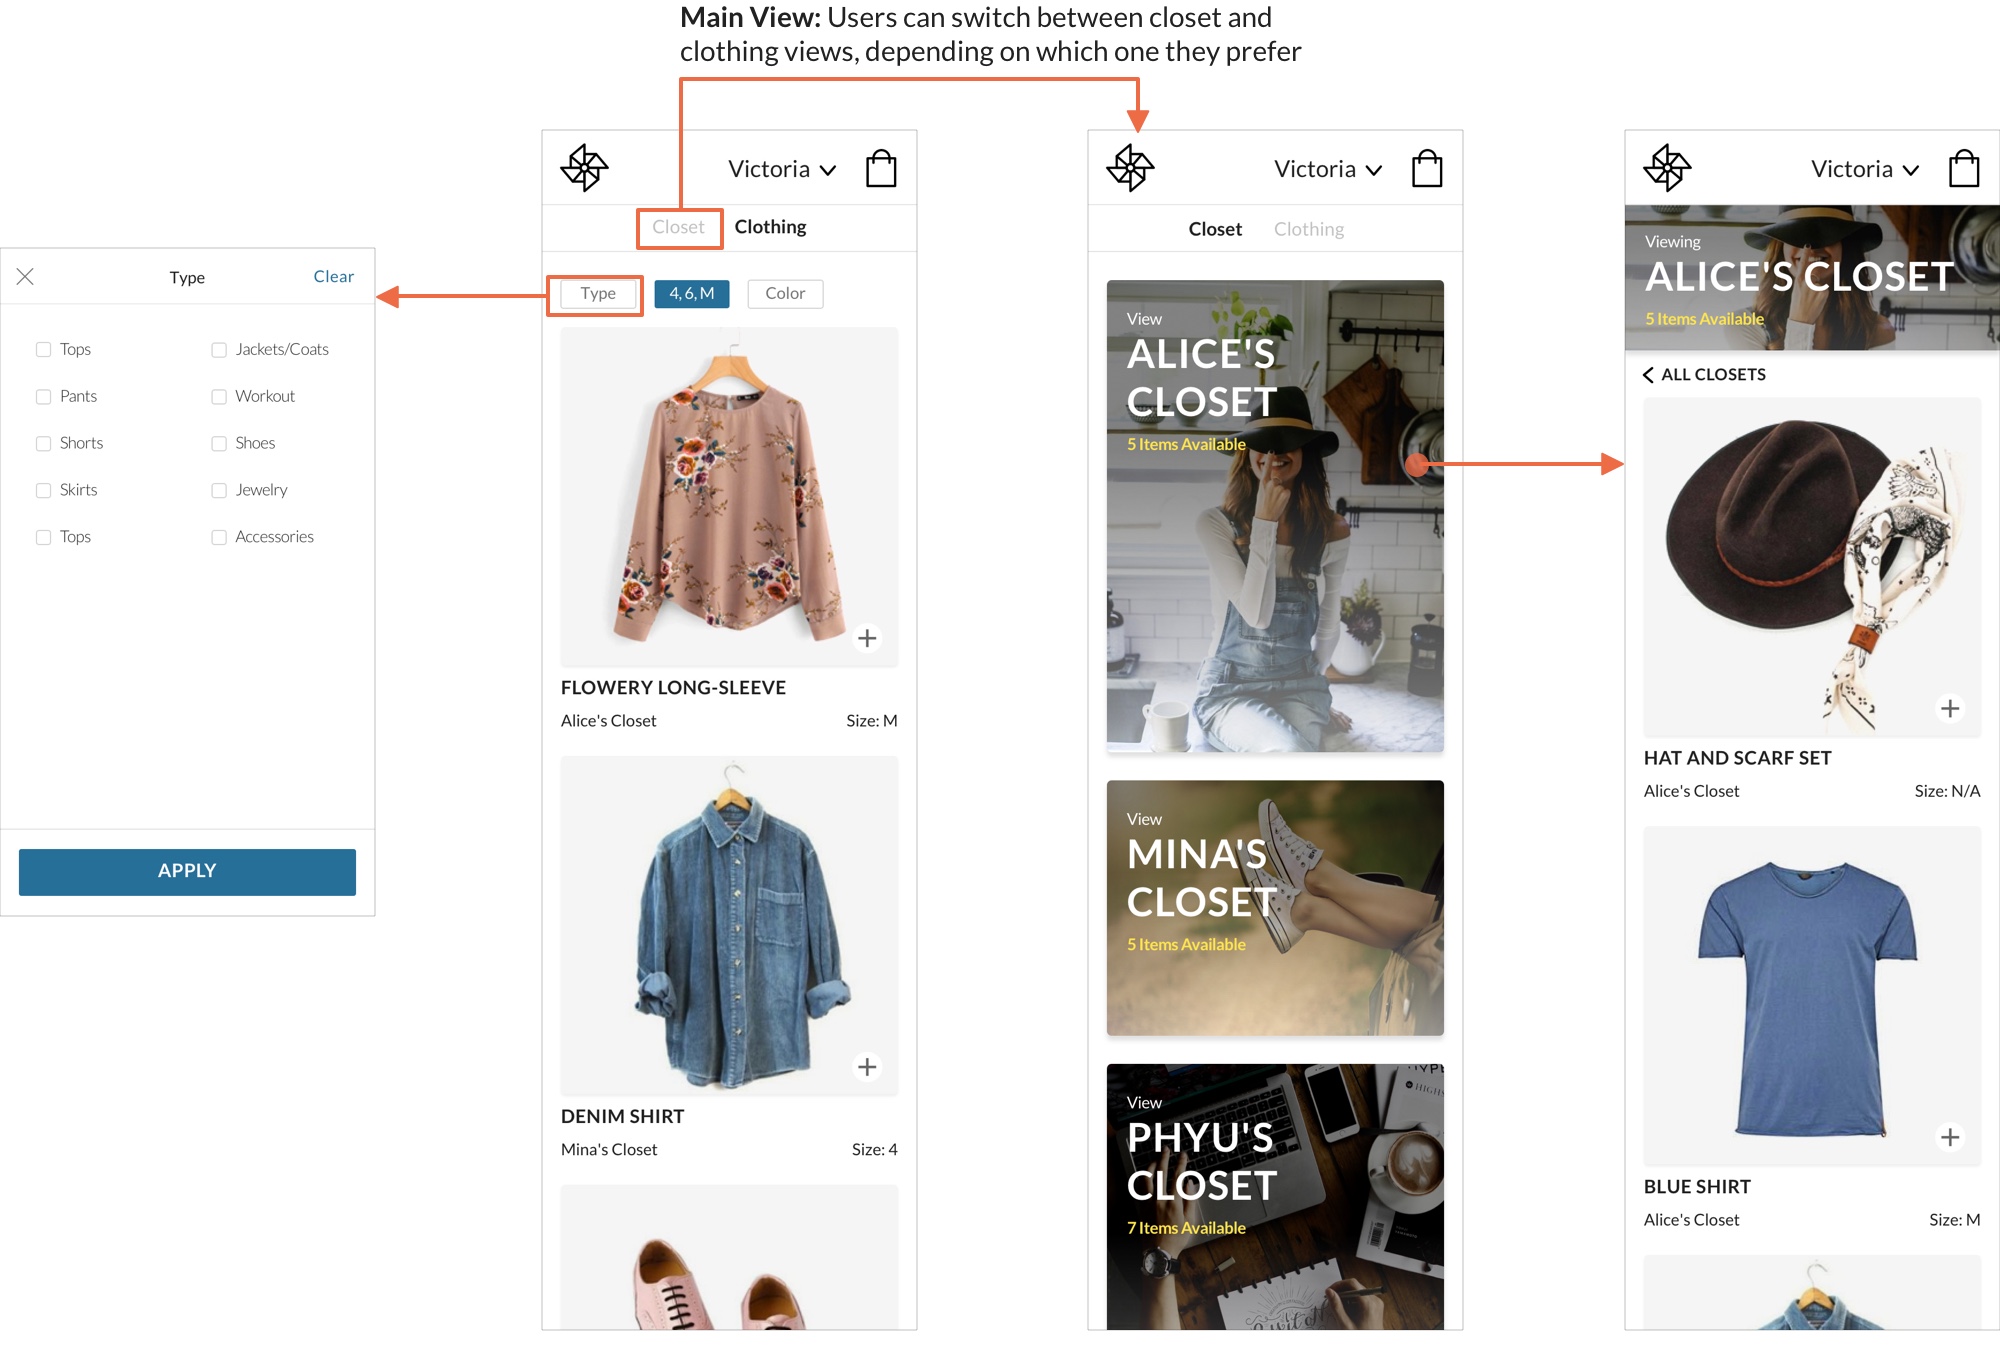 Main View: Users can switch between closet and
clothing views, depending on which one they prefer
Type
Clear
Tops
Jackets/Coats
Pants
Workout
Shorts
Shoes
Skirts
Jewelry
Tops
Accessories
APPLY
Victoria
Closet
Clothing
Type
4, 6, M
Color
FLOWERY LONG-SLEEVE
Alice's Closet
Size: M
DENIM SHIRT
Mina's Closet
Size: 4
Victoria
Closet
Clothing
View
ALICE'S
CLOSET
5 Items Available
View
MINA'S
CLOSET
5 Items Available
View
PHYU'S
CLOSET
7 Items Available
Victoria
Viewing
ALICE'S CLOSET
5 Items Available
ALL CLOSETS
HAT AND SCARF SET
Alice's Closet
Size: N/A
BLUE SHIRT
Alice's Closet
Size: M